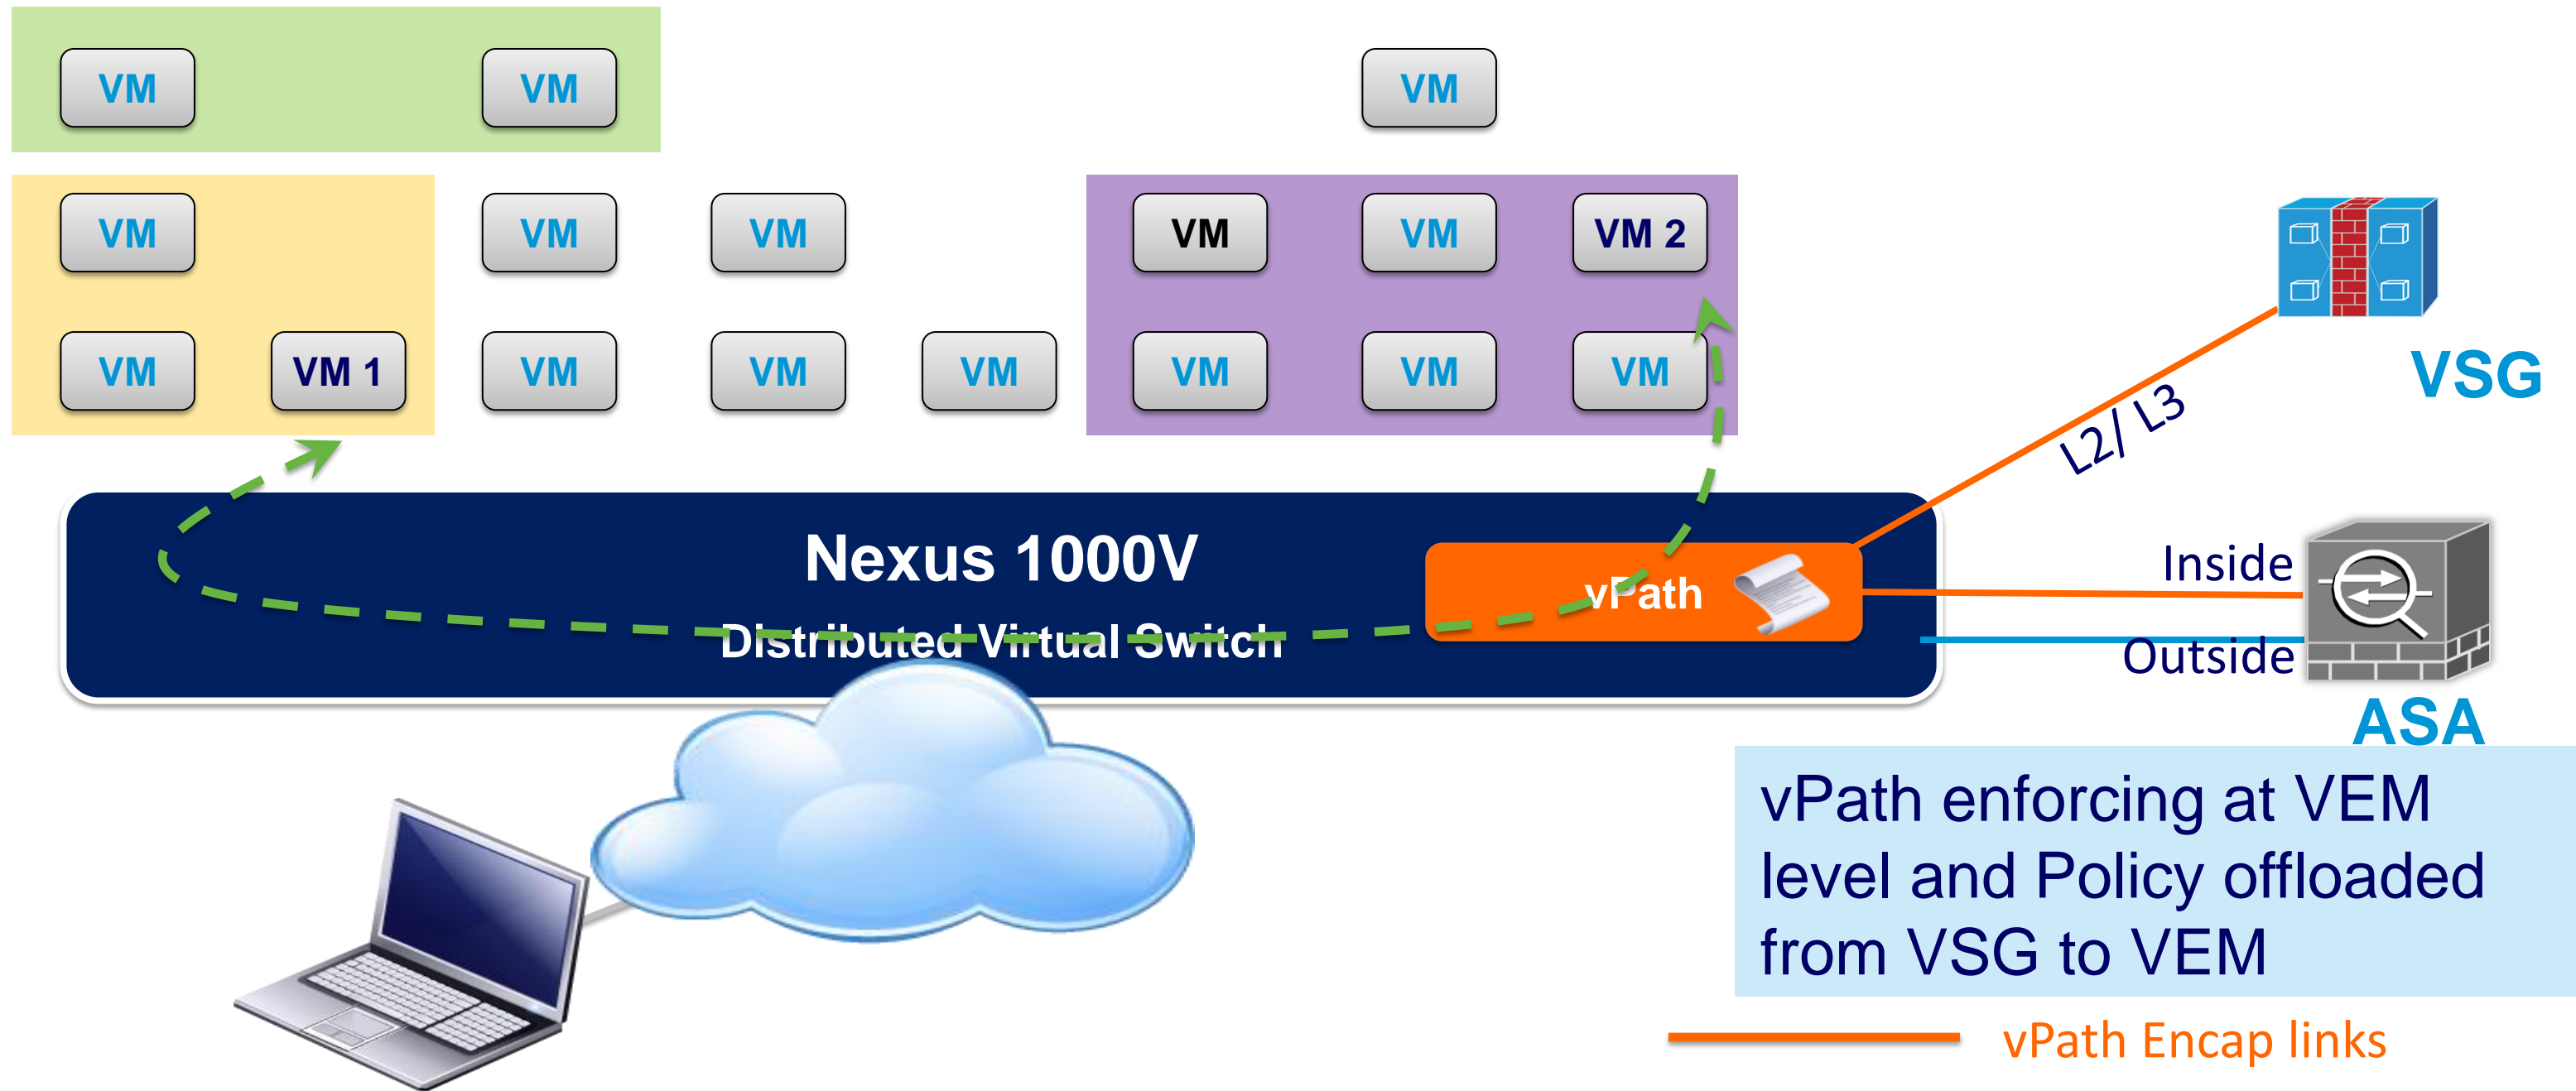 VM
VM
VM
VM
VM
VM
VM
VM
VM 2
VM
VM 1
VM
VM
VM
VM
VM
VM
VSG
L2/ L3
Nexus 1000V
Distributed Virtual Switch
vPath
Inside
Outside
ASA
vPath enforcing at VEM
level and Policy offloaded
from VSG to VEM
vPath Encap links